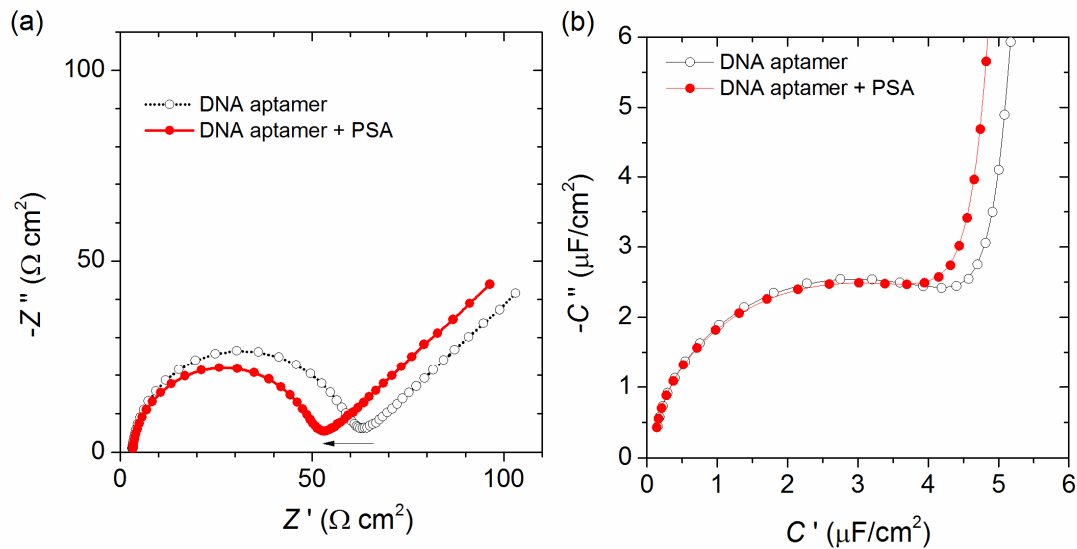 (a)
100
50
0
-Z'' (Ω cm²)
DNA aptamer
DNA aptamer + PSA
0
50
100
Z' (Ω cm²)
(b)
6
5
4
3
2
1
0
-C'' (μF/cm²)
DNA aptamer
DNA aptamer + PSA
0
1
2
3
4
5
6
C' (μF/cm²)